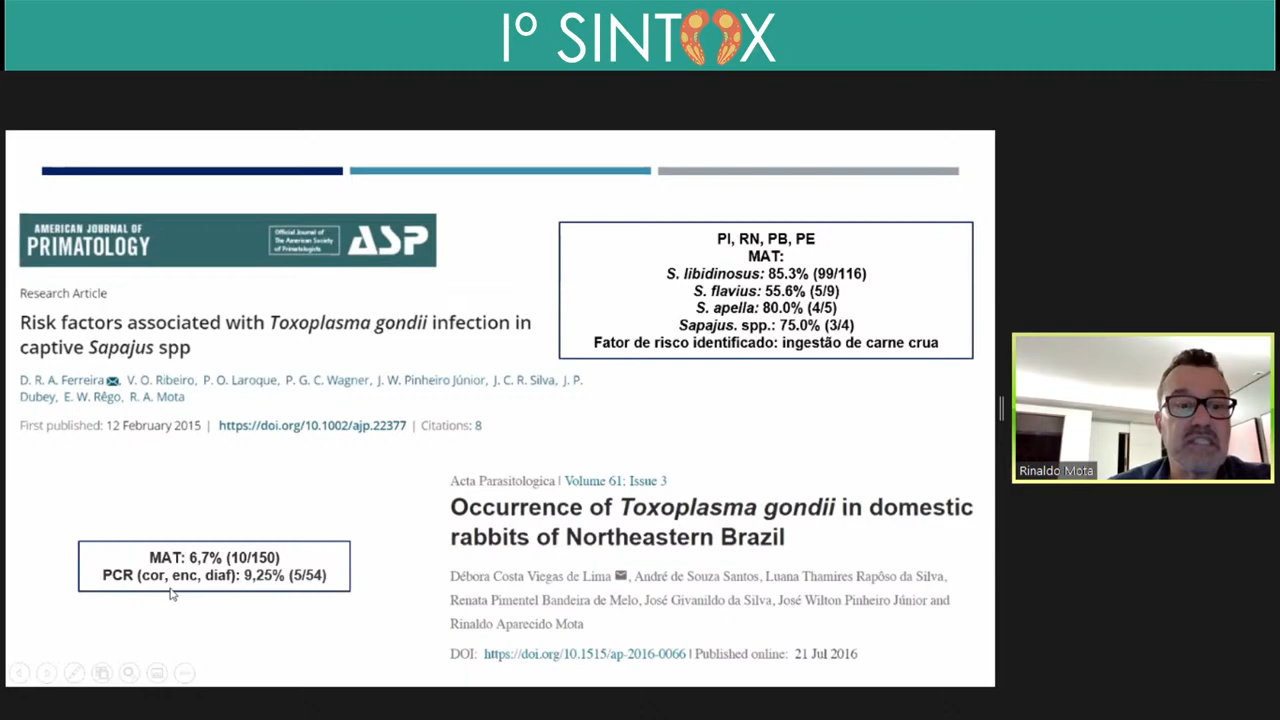 Iº SINTOX
AMERICAN JOURNAL OF
PRIMATOLOGY
Official Journal of
The American Society
of Primatologists
ASP
Research Article
Risk factors associated with Toxoplasma gondii infection in
captive Sapajus spp
D. R. A. Ferreira, V. O. Ribeiro, P. O. Laroque, P. G. C. Wagner, J. W. Pinheiro Júnior, J. C. R. Silva, J. P.
Dubey, E. W. Rêgo, R. A. Mota
First published: 12 February 2015 | https://doi.org/10.1002/ajp.22377 | Citations: 8
PI, RN, PB, PE
MAT:
S. libidinosus: 85.3% (99/116)
S. flavius: 55.6% (5/9)
S. apella: 80.0% (4/5)
Sapajus. spp.: 75.0% (3/4)
Fator de risco identificado: ingestão de carne crua
Rinaldo Mota
Acta Parasitologica | Volume 61: Issue 3
Occurrence of Toxoplasma gondii in domestic
rabbits of Northeastern Brazil
Débora Costa Viegas de Lima, André de Souza Santos, Luana Thamires Rapôso da Silva,
Renata Pimentel Bandeira de Melo, José Givanildo da Silva, José Wilton Pinheiro Júnior and
Rinaldo Aparecido Mota
DOI: https://doi.org/10.1515/ap-2016-0066 | Published online: 21 Jul 2016
MAT: 6,7% (10/150)
PCR (cor, enc, diaf): 9,25% (5/54)